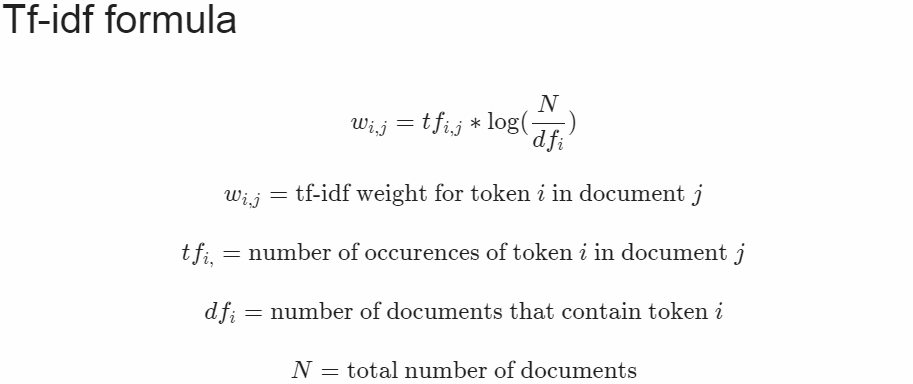 Tf-idf formula
w_{i,j} = tf_{i,j} * log(\frac{N}{df_i})
w_{i,j} = tf-idf weight for token i in document j
tf_{i,} = number of occurences of token i in document j
df_i = number of documents that contain token i
N = total number of documents